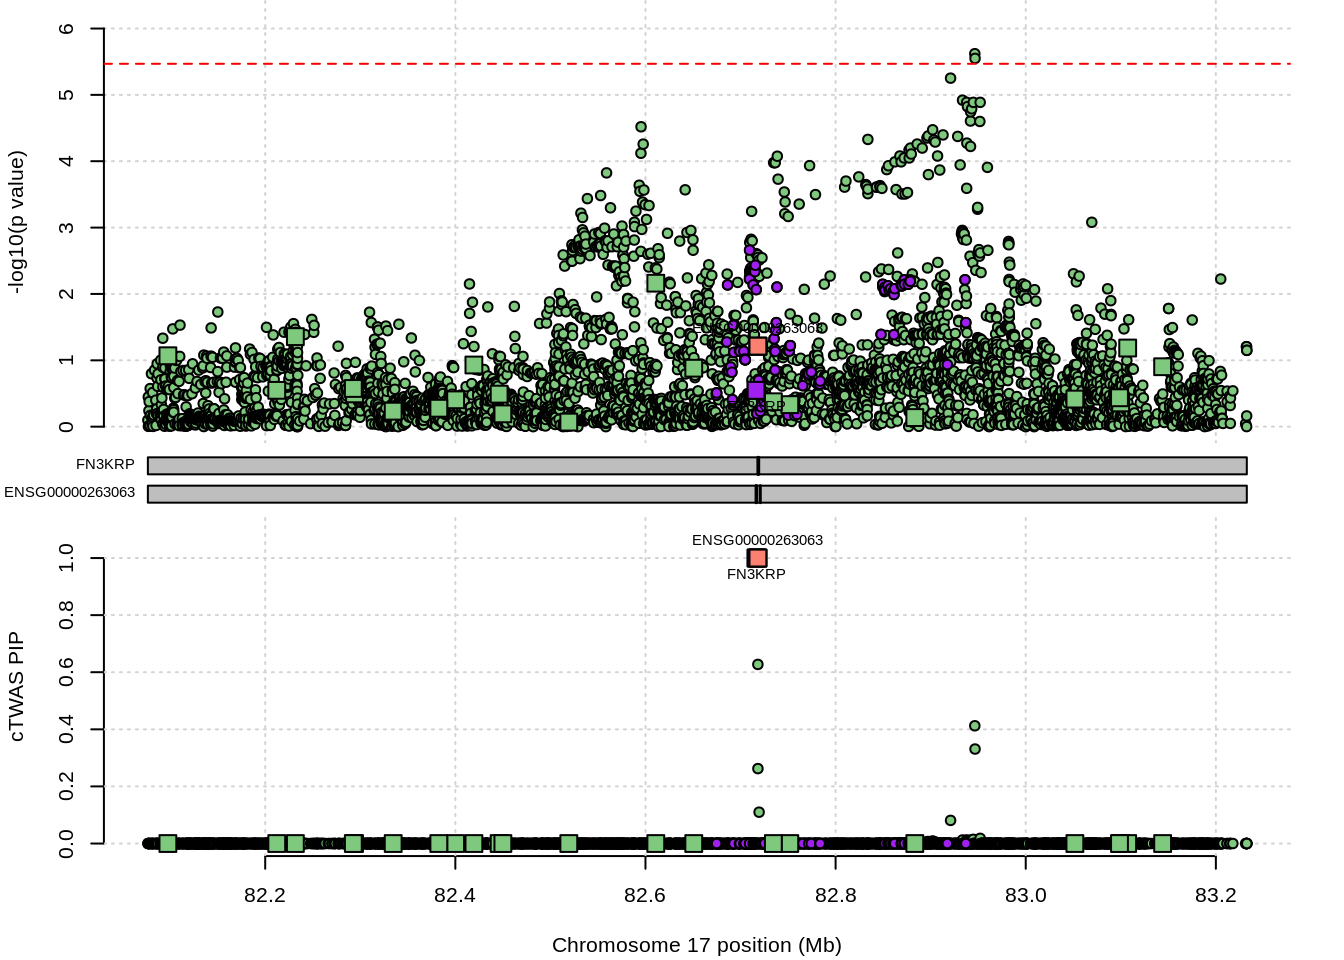 6
5
4
3
2
1
0
-log10(p value)
ENSG00000263063
FN3KRP
FN3KRP
ENSG00000263063
ENSG00000263063
FN3KRP
1.0
0.8
0.6
0.4
0.2
0.0
cTWAS PIP
82.2 82.4 82.6 82.8 83.0 83.2
Chromosome 17 position (Mb)